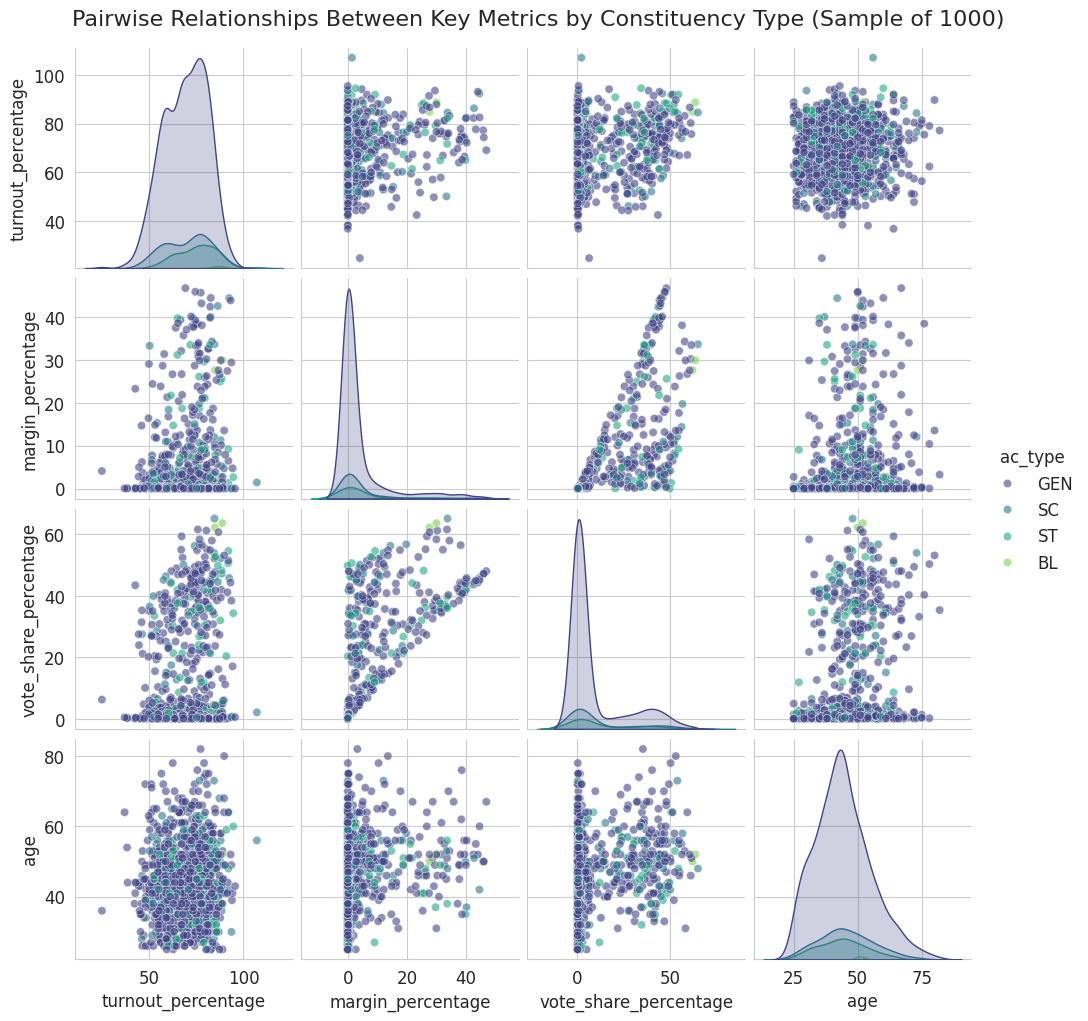 Pairwise Relationships Between Key Metrics by Constituency Type (Sample of 1000)
turnout_percentage
100
80
60
40
margin_percentage
40
30
20
10
0
vote_share_percentage
60
40
20
0
age
80
60
40
50 100
0 20 40
0 50
25 50 75
turnout_percentage
margin_percentage
vote_share_percentage
age
ac_type
GEN
SC
ST
BL